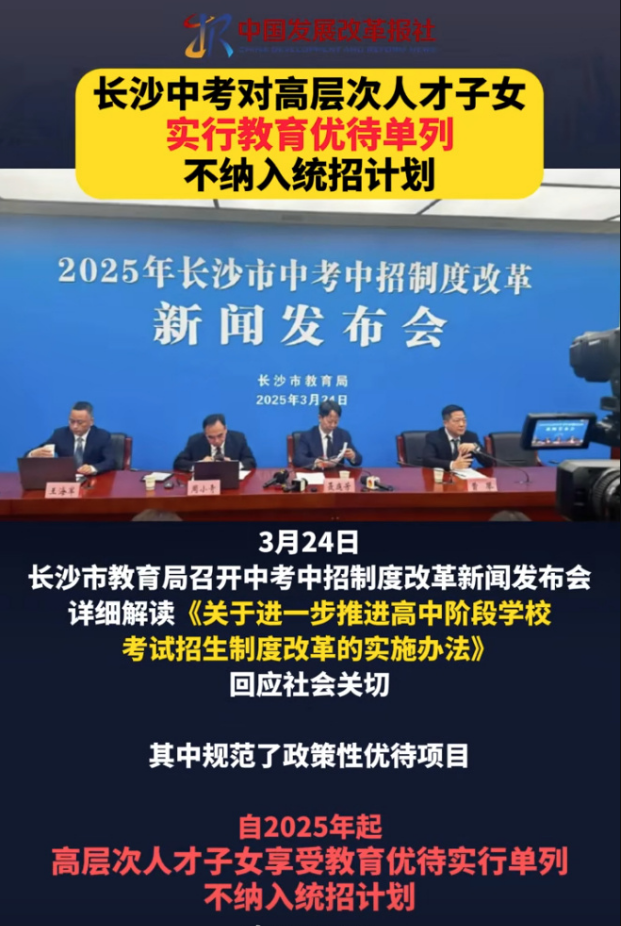 中国发展改革报社
CHINA DEVELOPMENT AND REFORM NEWS
长沙中考对高层次人才子女
实行教育优待单列
不纳入统招计划
2025年长沙市中考中招制度改革
新闻发布会
长沙市教育局
2025年3月24日
3月24日
长沙市教育局召开中考中招制度改革新闻发布会
详细解读《关于进一步推进高中阶段学校
考试招生制度改革的实施办法》
回应社会关切
其中规范了政策性优待项目
自2025年起
高层次人才子女享受教育优待实行单列
不纳入统招计划